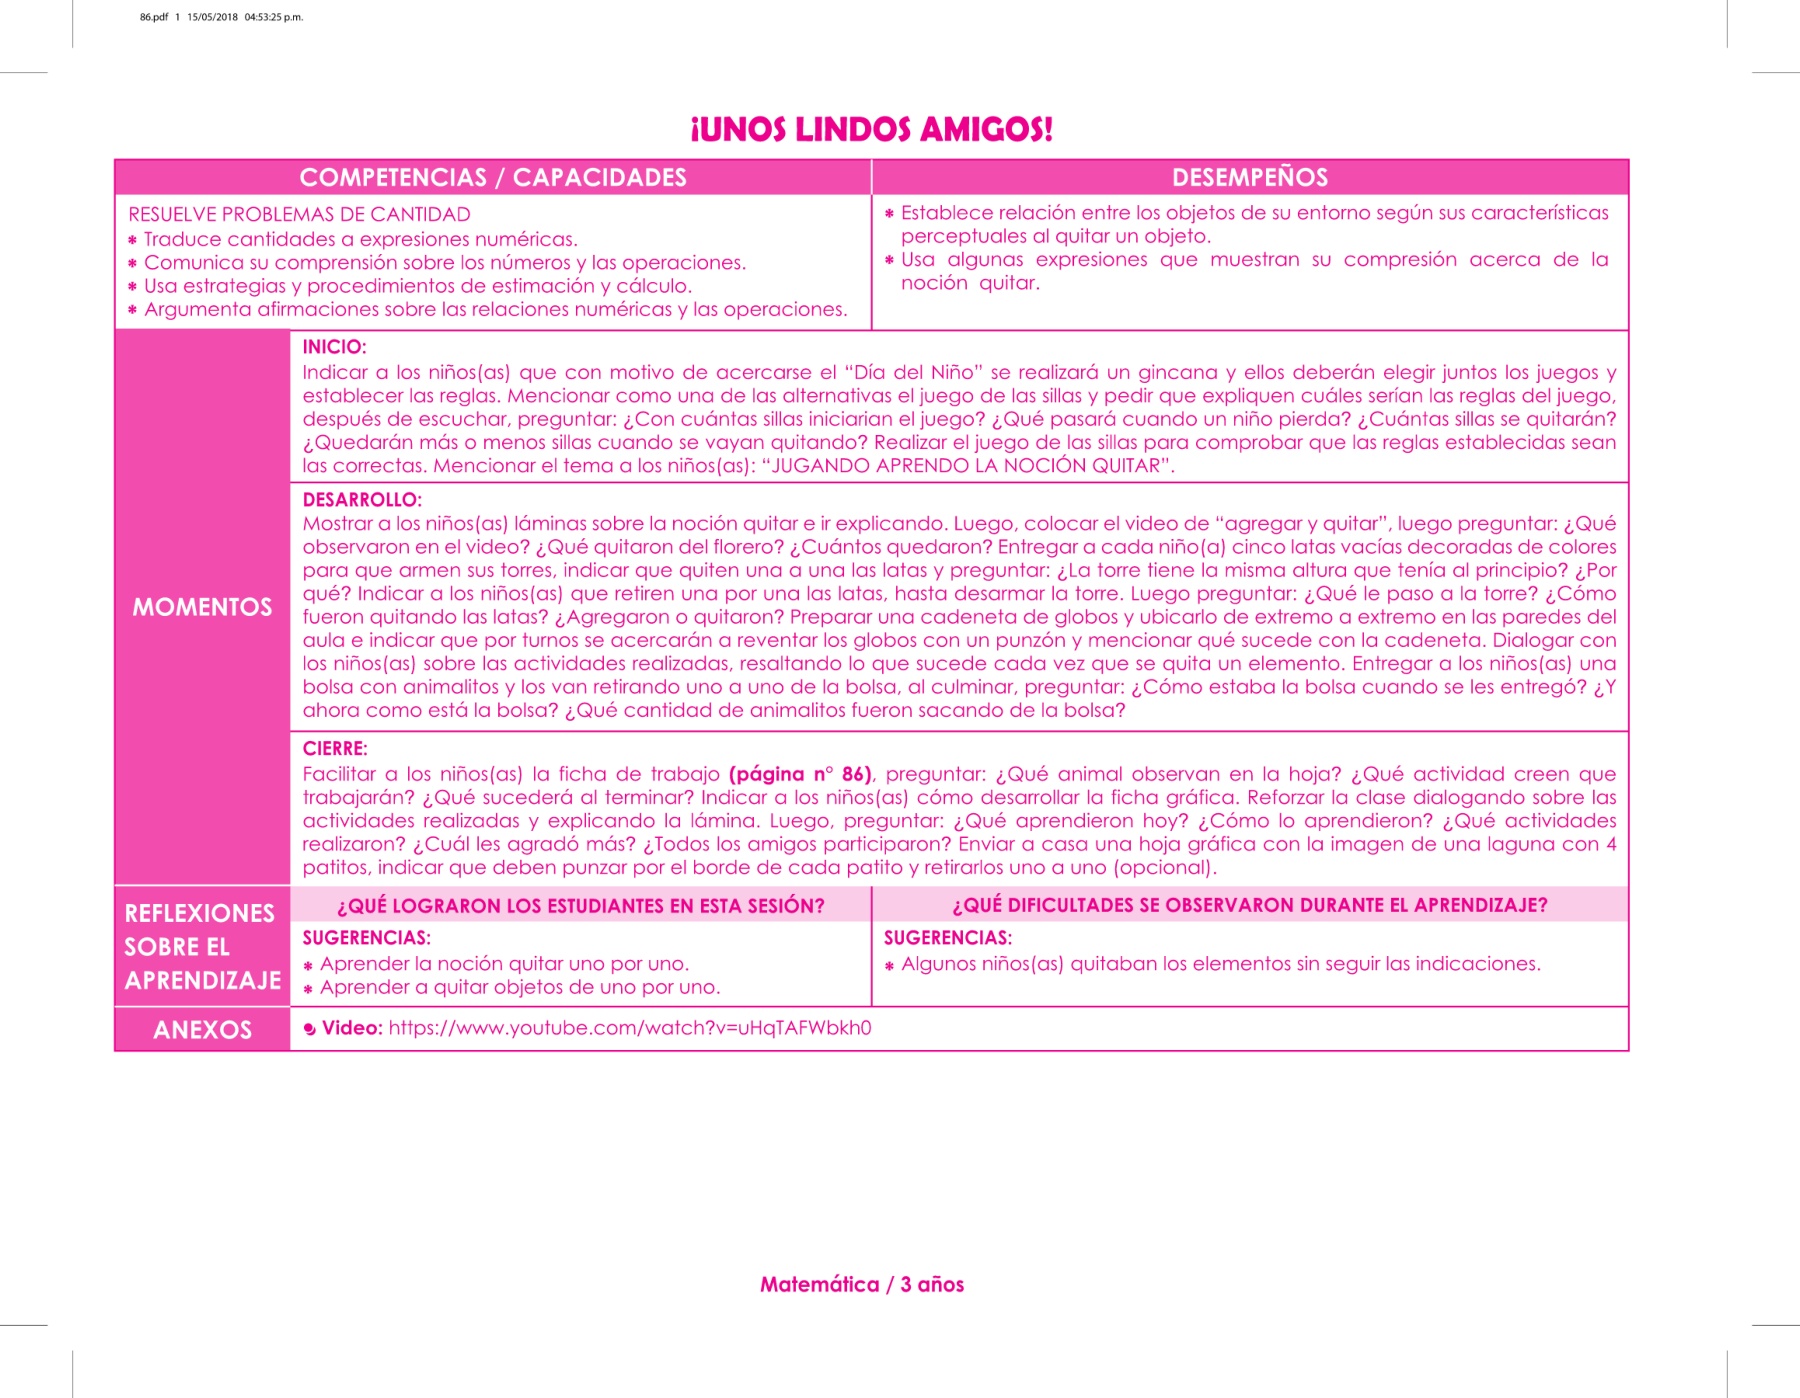 86.pdf 1 15/05/2018 04:53:25 p.m.
¡UNOS LINDOS AMIGOS!
COMPETENCIAS / CAPACIDADES
DESEMPEÑOS
RESUELVE PROBLEMAS DE CANTIDAD
* Traduce cantidades a expresiones numéricas.
* Comunica su comprensión sobre los números y las operaciones.
* Usa estrategias y procedimientos de estimación y cálculo.
* Argumenta afirmaciones sobre las relaciones numéricas y las operaciones.
* Establece relación entre los objetos de su entorno según sus características
perceptuales al quitar un objeto.
* Usa algunas expresiones que muestran su compresión acerca de la
noción quitar.
MOMENTOS
INICIO:
Indicar a los niños(as) que con motivo de acercarse el “Día del Niño” se realizará un gincana y ellos deberán elegir juntos los juegos y
establecer las reglas. Mencionar como una de las alternativas el juego de las sillas y pedir que expliquen cuáles serían las reglas del juego,
después de escuchar, preguntar: ¿Con cuántas sillas iniciarian el juego? ¿Qué pasará cuando un niño pierda? ¿Cuántas sillas se quitarán?
¿Quedarán más o menos sillas cuando se vayan quitando? Realizar el juego de las sillas para comprobar que las reglas establecidas sean
las correctas. Mencionar el tema a los niños(as): “JUGANDO APRENDO LA NOCIÓN QUITAR”.
DESARROLLO:
Mostrar a los niños(as) láminas sobre la noción quitar e ir explicando. Luego, colocar el video de “agregar y quitar”, luego preguntar: ¿Qué
observaron en el video? ¿Qué quitaron del florero? ¿Cuántos quedaron? Entregar a cada niño(a) cinco latas vacías decoradas de colores
para que armen sus torres, indicar que quiten una a una las latas y preguntar: ¿La torre tiene la misma altura que tenía al principio? ¿Por
qué? Indicar a los niños(as) que retiren una por una las latas, hasta desarmar la torre. Luego preguntar: ¿Qué le paso a la torre? ¿Cómo
fueron quitando las latas? ¿Agregaron o quitaron? Preparar una cadeneta de globos y ubicarlo de extremo a extremo en las paredes del
aula e indicar que por turnos se acercarán a reventar los globos con un punzón y mencionar qué sucede con la cadeneta. Dialogar con
los niños(as) sobre las actividades realizadas, resaltando lo que sucede cada vez que se quita un elemento. Entregar a los niños(as) una
bolsa con animalitos y los van retirando uno a uno de la bolsa, al culminar, preguntar: ¿Cómo estaba la bolsa cuando se les entregó? ¿Y
ahora como está la bolsa? ¿Qué cantidad de animalitos fueron sacando de la bolsa?
CIERRE:
Facilitar a los niños(as) la ficha de trabajo (página n° 86), preguntar: ¿Qué animal observan en la hoja? ¿Qué actividad creen que
trabajarán? ¿Qué sucederá al terminar? Indicar a los niños(as) cómo desarrollar la ficha gráfica. Reforzar la clase dialogando sobre las
actividades realizadas y explicando la lámina. Luego, preguntar: ¿Qué aprendieron hoy? ¿Cómo lo aprendieron? ¿Qué actividades
realizaron? ¿Cuál les agradó más? ¿Todos los amigos participaron? Enviar a casa una hoja gráfica con la imagen de una laguna con 4
patitos, indicar que deben punzar por el borde de cada patito y retirarlos uno a uno (opcional).
REFLEXIONES
SOBRE EL
APRENDIZAJE
¿QUÉ LOGRARON LOS ESTUDIANTES EN ESTA SESIÓN?
SUGERENCIAS:
* Aprender la noción quitar uno por uno.
* Aprender a quitar objetos de uno por uno.
¿QUÉ DIFICULTADES SE OBSERVARON DURANTE EL APRENDIZAJE?
SUGERENCIAS:
* Algunos niños(as) quitaban los elementos sin seguir las indicaciones.
ANEXOS
Video: https://www.youtube.com/watch?v=uHqTAFWbkh0
Matemática / 3 años